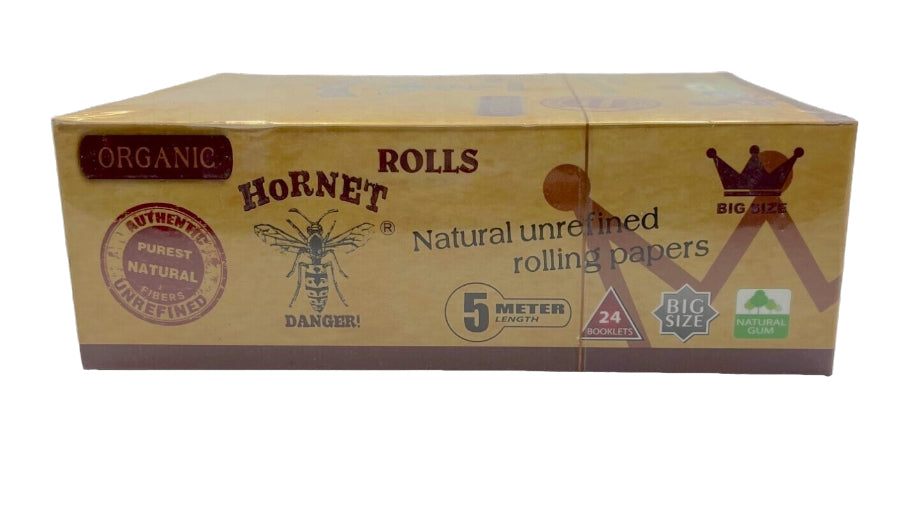 ORGANIC
AUTHENTIC
PUREST
NATURAL
FIBERS
UNREFINED
HORNET
ROLLS
®
DANGER!
Natural unrefined
rolling papers
BIG SIZE
5 METER
LENGTH
24
BOOKLETS
BIG
SIZE
NATURAL
GUM